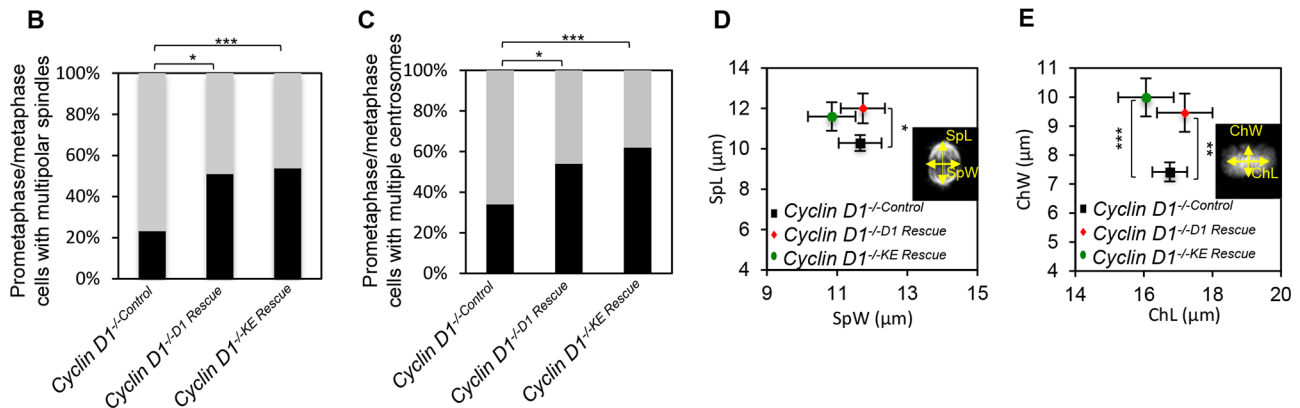 B
Prometaphase/metaphase
cells with multipolar spindles
***
*
100%
80%
60%
40%
20%
0%
Cyclin D1-/-Control
Cyclin D1-/-D1 Rescue
Cyclin D1-/-KE Rescue
C
Prometaphase/metaphase
cells with multiple centrosomes
***
*
100%
80%
60%
40%
20%
0%
Cyclin D1-/-Control
Cyclin D1-/-D1 Rescue
Cyclin D1-/-KE Rescue
D
SpL (µm)
14
12
10
8
6
4
*
SpL
SpW
Cyclin D1-/-Control
Cyclin D1-/-D1 Rescue
Cyclin D1-/-KE Rescue
9
11
13
15
SpW (µm)
E
ChW (µm)
11
10
9
8
7
6
5
4
***
**
ChW
ChL
Cyclin D1-/-Control
Cyclin D1-/-D1 Rescue
Cyclin D1-/-KE Rescue
14
16
18
20
ChL (µm)